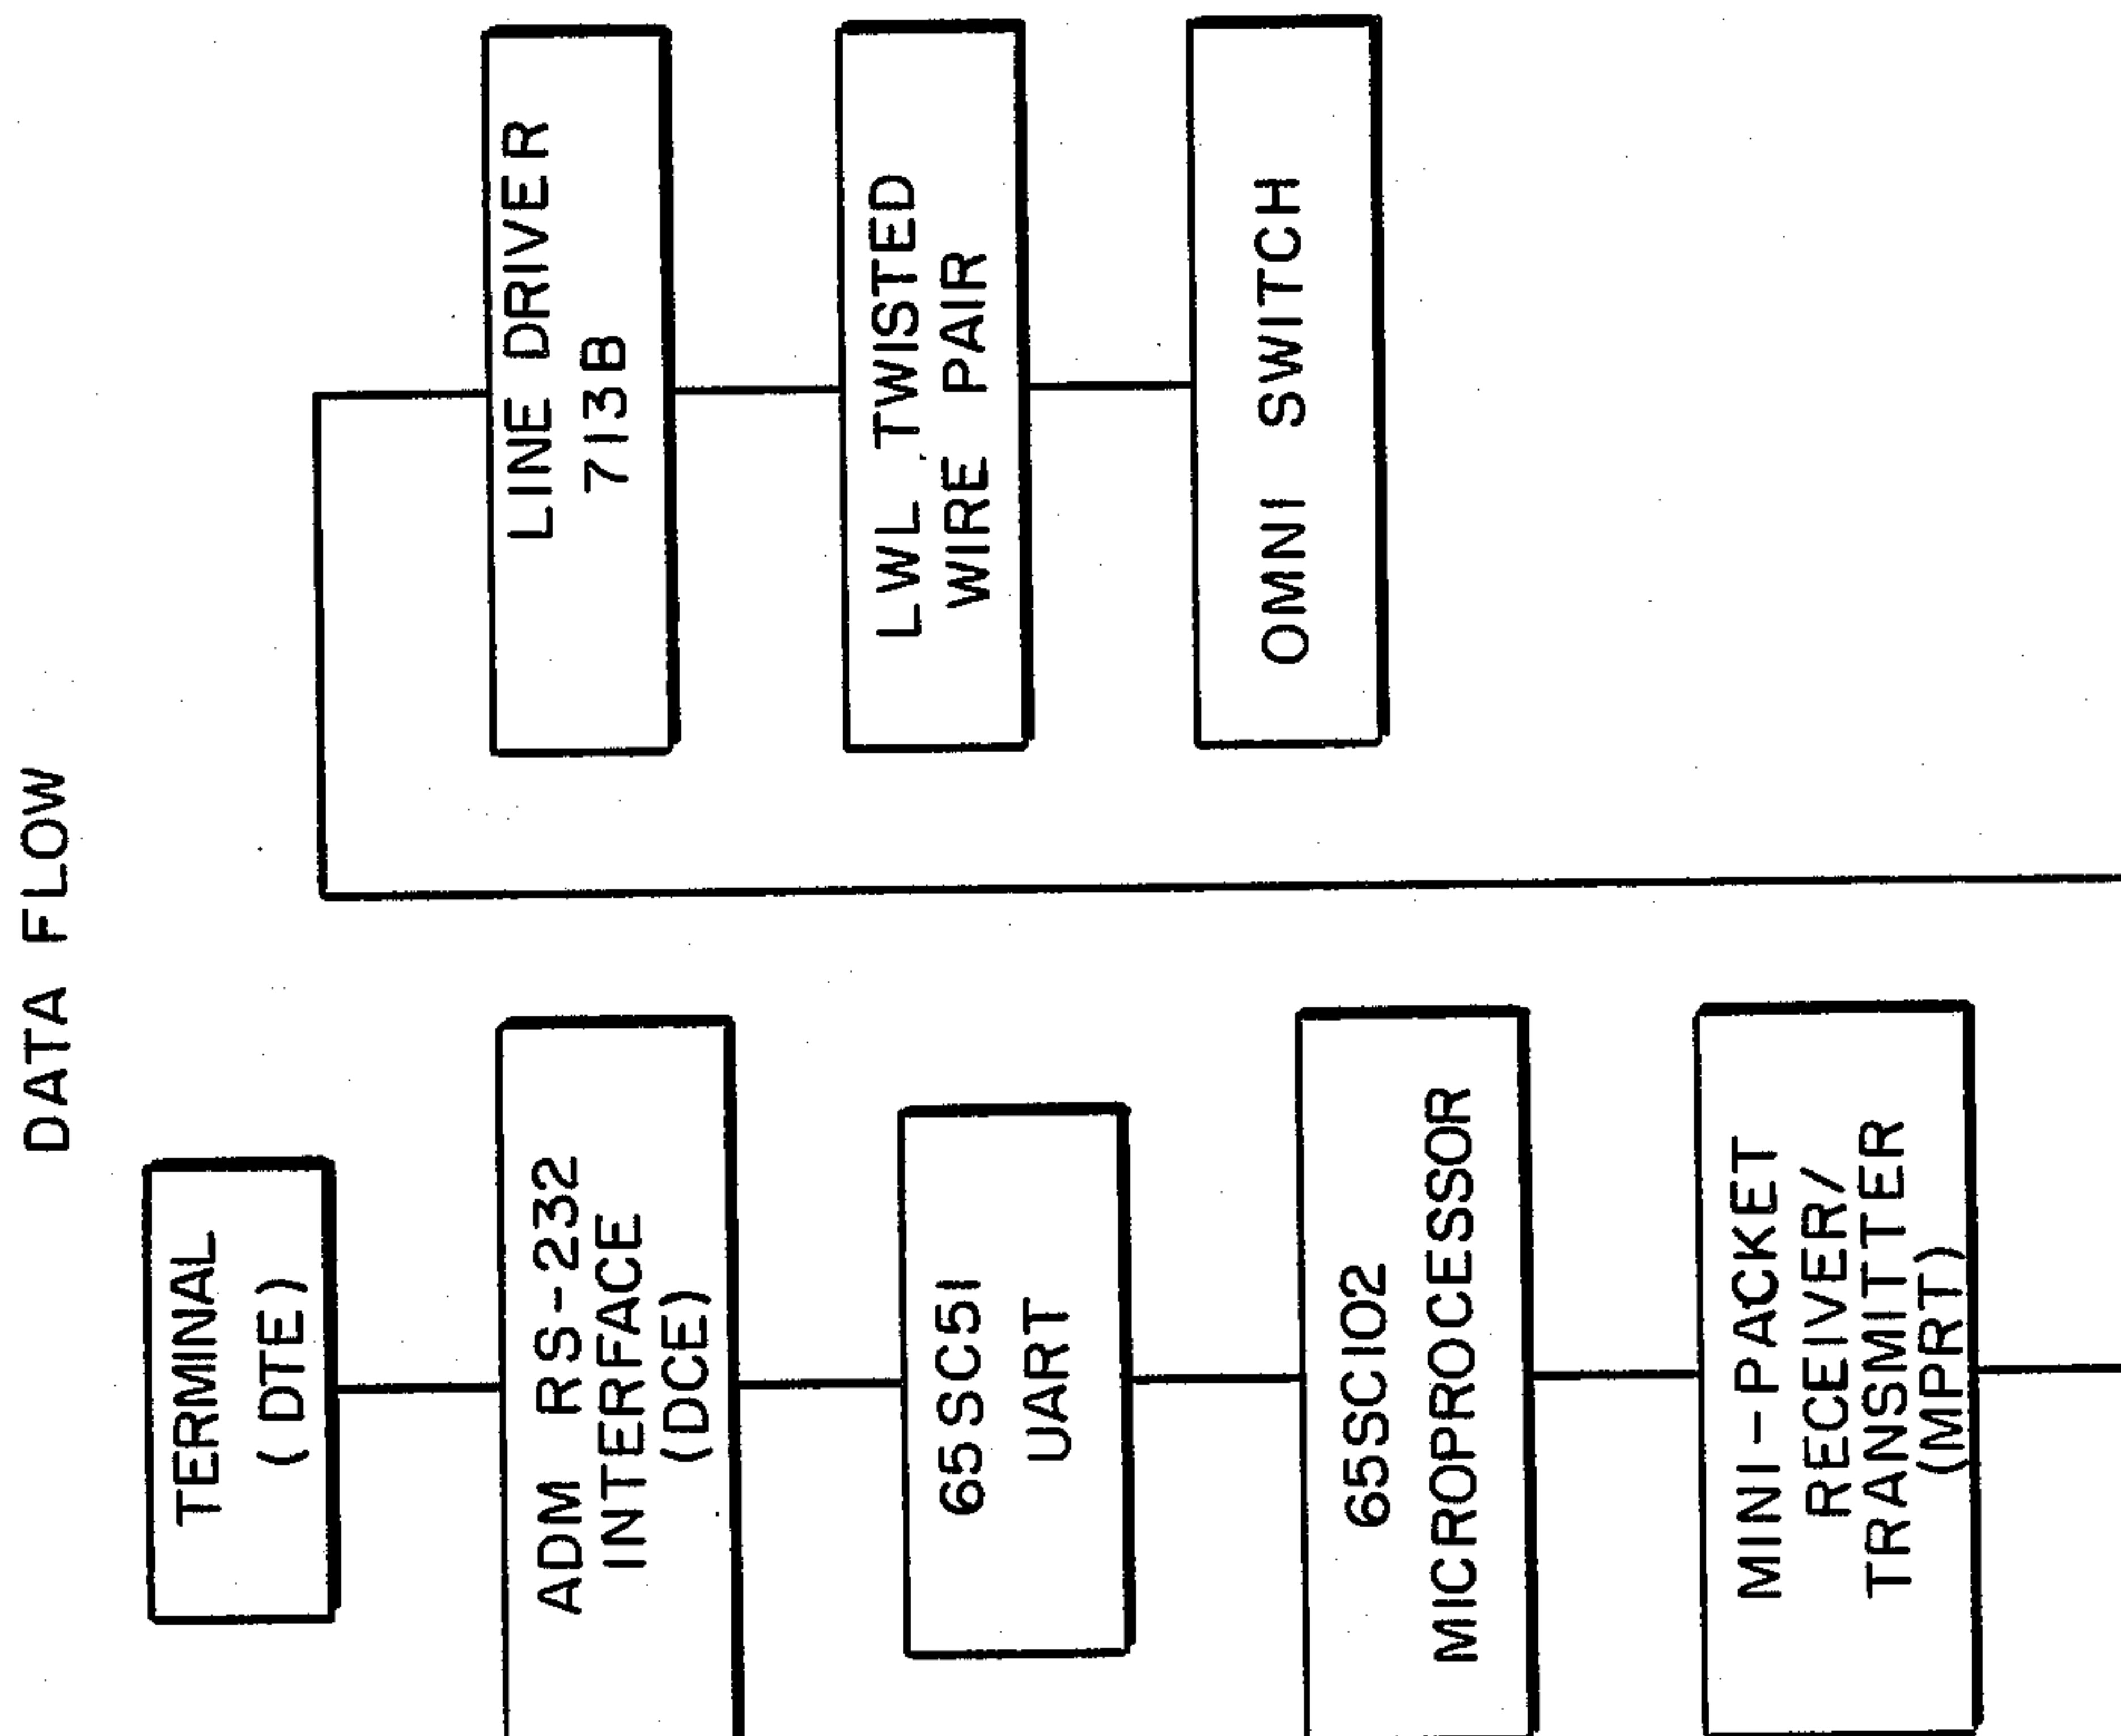 DATA FLOW
TERMINAL
(DTE)
ADM RS-232
INTERFACE
(DCE)
65SC51
UART
65SC102
MICROPROCESSOR
MINI-PACKET
RECEIVER/
TRANSMITTER
(MPRT)
LINE DRIVER
713B
LWL TWISTED
WIRE PAIR
OMNI SWITCH